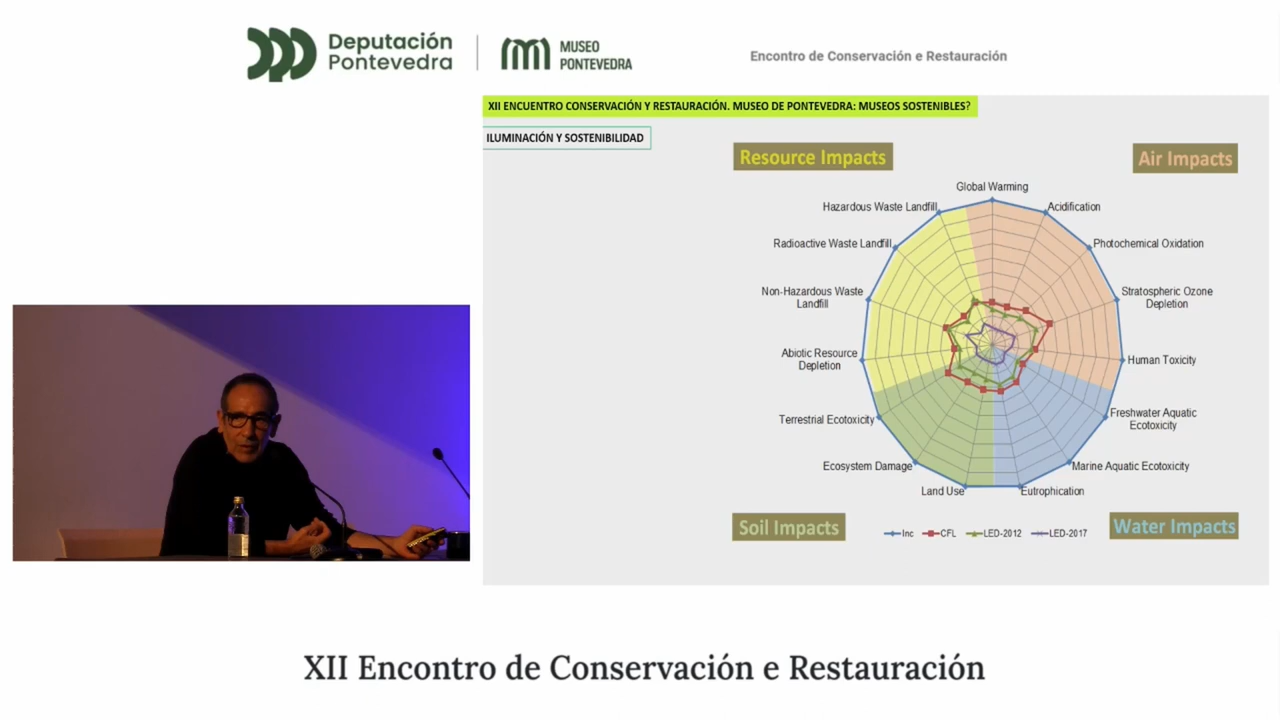 Deputación
Pontevedra
MUSEO
PONTEVEDRA
Encontro de Conservación e Restauración
XII ENCUENTRO CONSERVACIÓN Y RESTAURACIÓN. MUSEO DE PONTEVEDRA: MUSEOS SOSTENIBLES?
ILUMINACIÓN Y SOSTENIBILIDAD
Resource Impacts
Air Impacts
Global Warming
Hazardous Waste Landfill
Acidification
Radioactive Waste Landfill
Photochemical Oxidation
Non-Hazardous Waste
Landfill
Stratospheric Ozone
Depletion
Abiotic Resource
Depletion
Human Toxicity
Terrestrial Ecotoxicity
Freshwater Aquatic
Ecotoxicity
Ecosystem Damage
Marine Aquatic Ecotoxicity
Land Use
Eutrophication
Soil Impacts
Inc
CFL
LED-2012
LED-2017
Water Impacts
XII Encontro de Conservación e Restauración